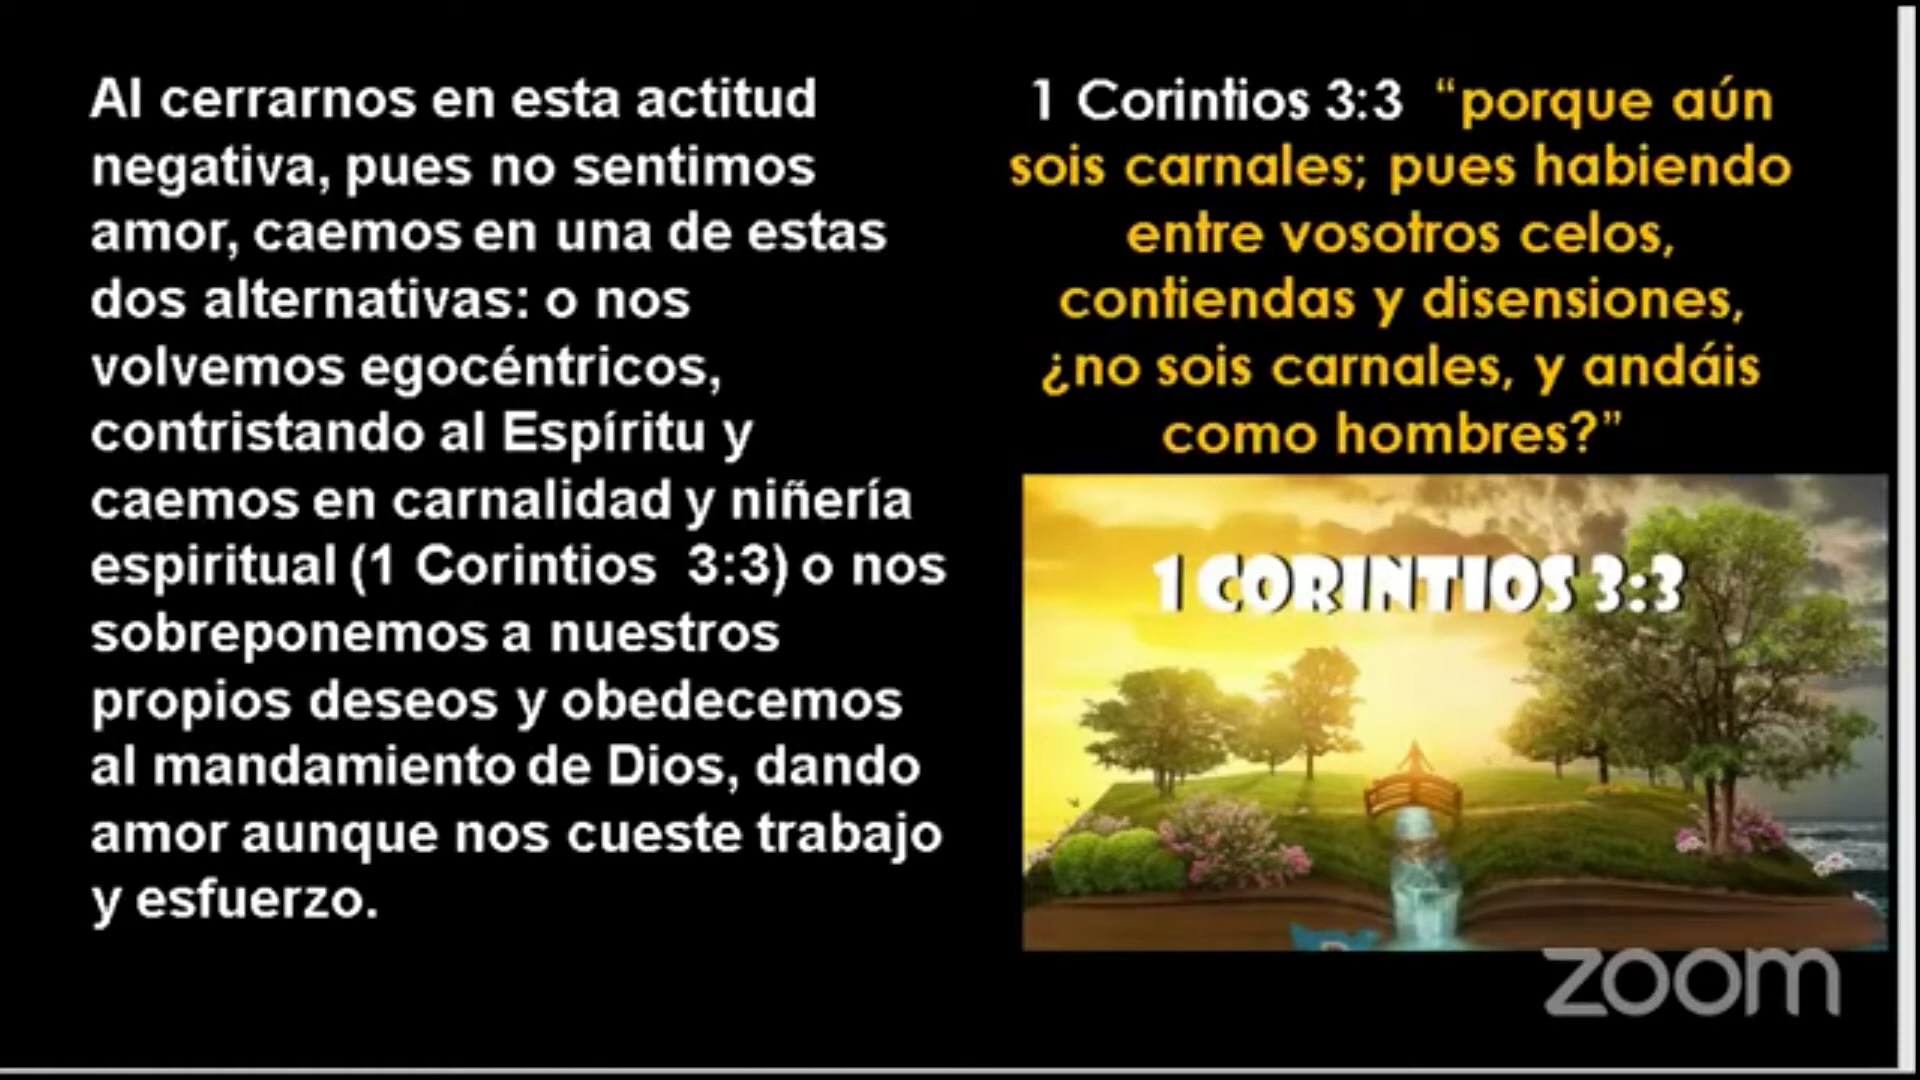 Al cerrarnos en esta actitud
negativa, pues no sentimos
amor, caemos en una de estas
dos alternativas: o nos
volvemos egocéntricos,
contristando al Espíritu y
caemos en carnalidad y niñería
espiritual (1 Corintios 3:3) o nos
sobreponemos a nuestros
propios deseos y obedecemos
al mandamiento de Dios, dando
amor aunque nos cueste trabajo
y esfuerzo.
1 Corintios 3:3 “porque aún
sois carnales; pues habiendo
entre vosotros celos,
contiendas y disensiones,
¿no sois carnales, y andáis
como hombres?”
1 CORINTIOS 3:3
zoom